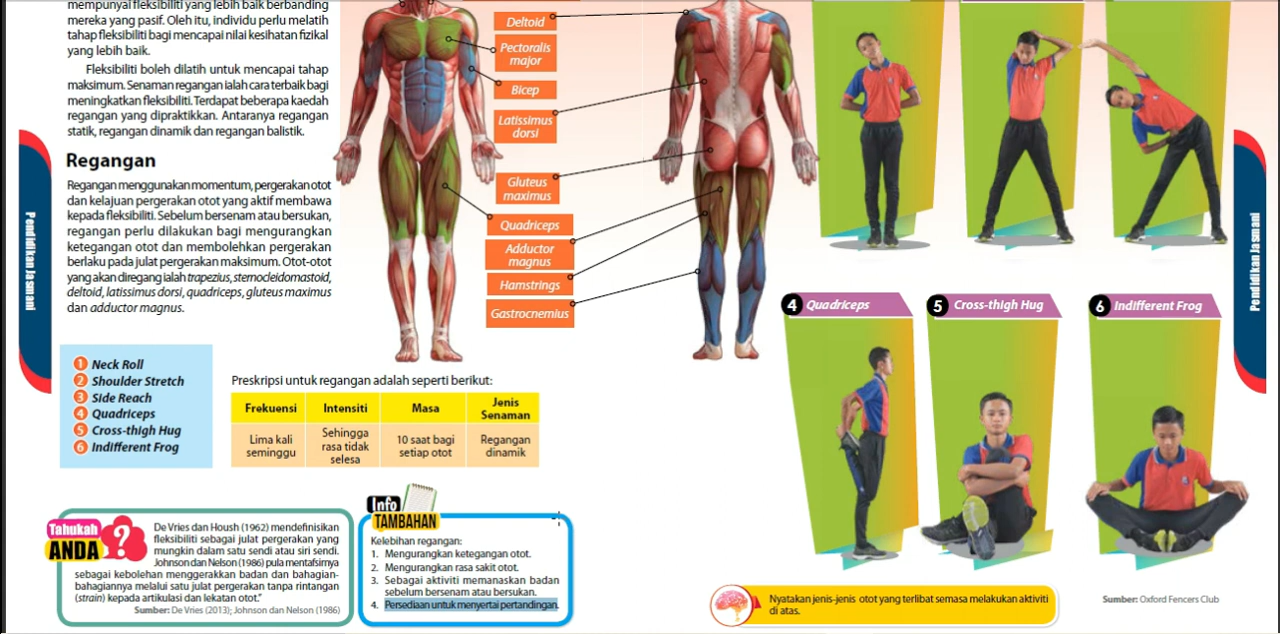 mempunyai fleksibiliti yang lebih baik berbanding
mereka yang pasif. Oleh itu, individu perlu melatih
tahap fleksibiliti bagi mencapai nilai kesihatan fizikal
yang lebih baik.
Fleksibiliti boleh dilatih untuk mencapai tahap
maksimum. Senaman regangan ialah cara terbaik bagi
meningkatkan fleksibiliti. Terdapat beberapa kaedah
regangan yang dipraktikkan. Antaranya regangan
statik, regangan dinamik dan regangan balistik.
Regangan
Regangan menggunakan momentum, pergerakan otot
dan kelajuan pergerakan otot yang aktif membawa
kepada fleksibiliti. Sebelum bersenam atau bersukan,
regangan perlu dilakukan bagi mengurangkan
ketegangan otot dan membolehkan pergerakan
berlaku pada julat pergerakan maksimum. Otot-otot
yang akan diregang ialah trapezius, sternocleidomastoid,
deltoid, latissimus dorsi, quadriceps, gluteus maximus
dan adductor magnus.
Pendidikan Jasmani
1 Neck Roll
2 Shoulder Stretch
3 Side Reach
4 Quadriceps
5 Cross-thigh Hug
6 Indifferent Frog
Deltoid
Pectoralis
major
Bicep
Latissimus
dorsi
Gluteus
maximus
Quadriceps
Adductor
magnus
Hamstrings
Gastrocnemius
Preskripsi untuk regangan adalah seperti berikut:
Frekuensi Intensiti Masa Jenis Senaman
Lima kali seminggu Sehingga rasa tidak selesa 10 saat bagi setiap otot Regangan dinamik
Tahukah
ANDA ?
De Vries dan Housh (1962) mendefinisikan
fleksibiliti sebagai julat pergerakan yang
mungkin dalam satu sendi atau siri sendi.
Johnson dan Nelson (1986) pula mentafsirnya
sebagai kebolehan menggerakkan badan dan bahagian-
bahagiannya melalui satu julat pergerakan tanpa rintangan
(strain) kepada artikulasi dan lekatan otot."
Sumber: De Vries (2013); Johnson dan Nelson (1986)
Info
TAMBAHAN
Kelebihan regangan:
1. Mengurangkan ketegangan otot.
2. Mengurangkan rasa sakit otot.
3. Sebagai aktiviti memanaskan badan
sebelum bersenam atau bersukan.
4. Persediaan untuk menyertai pertandingan.
4 Quadriceps
5 Cross-thigh Hug
6 Indifferent Frog
Nyatakan jenis-jenis otot yang terlibat semasa melakukan aktiviti
di atas.
Sumber: Oxford Fencers Club
Pendidikan Jasmani